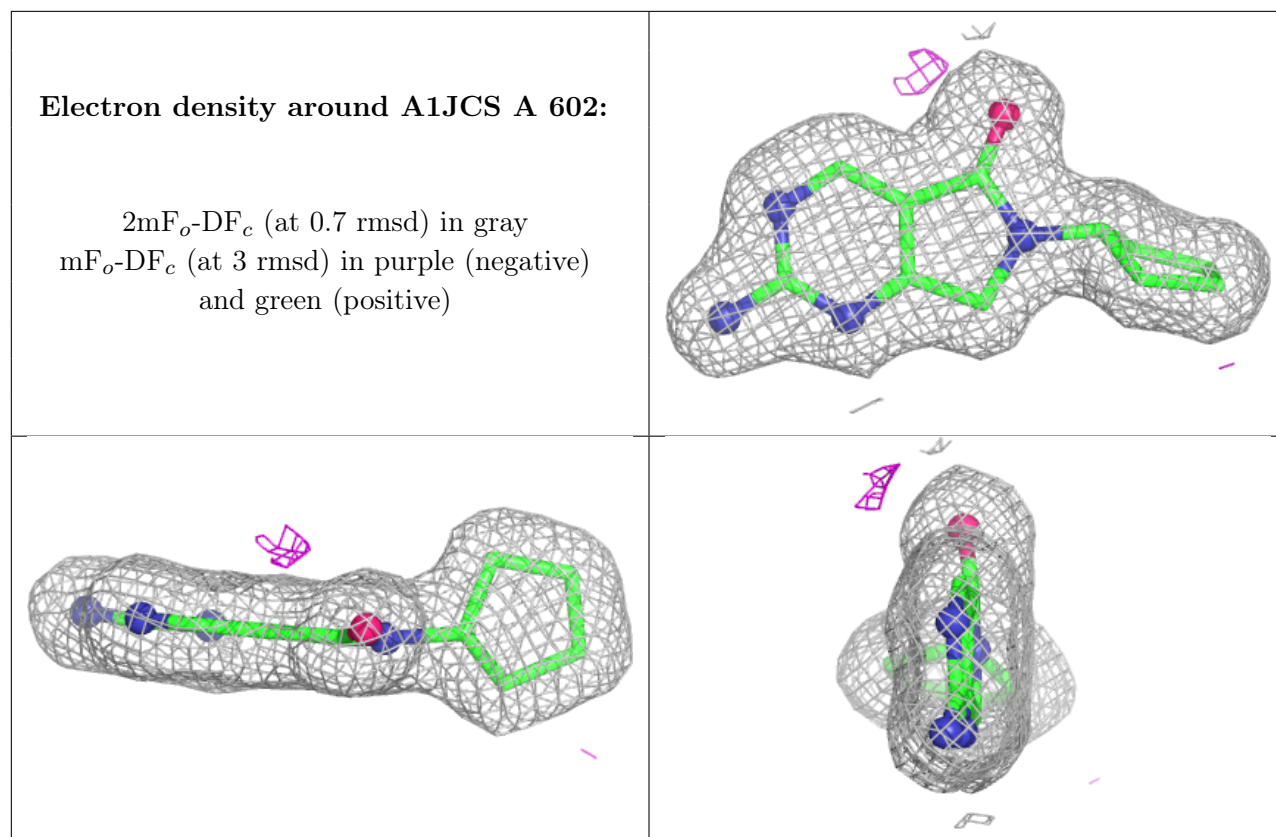 Electron density around A1JCS A 602:
2mFo-DFc (at 0.7 rmsd) in gray
mFo-DFc (at 3 rmsd) in purple (negative)
and green (positive)